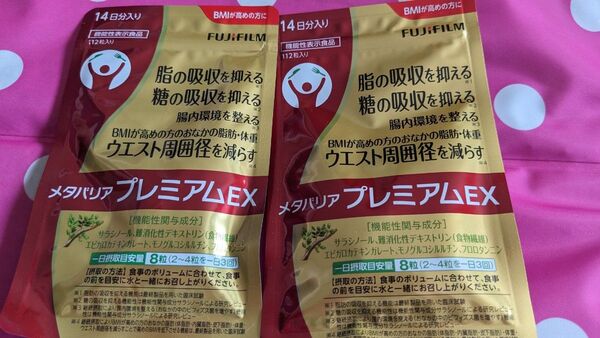 14日分入り
BMIが高めの方に
機能性表示食品
112粒入り
FUJIFILM
脂の吸収を抑える
糖の吸収を抑える
腸内環境を整える
BMIが高めの方のおなかの脂肪・体重
ウエスト周囲径を減らす
メタバリア プレミアムEX
[機能性関与成分]
サラシノール、難消化性デキストリン(食物繊維)
エピガロカテキンガレート、モノグルコシルルチン、フロロタンニン
一日摂取目安量 8粒(2~4粒を一日3回)
【摂取の方法】食事のボリュームに合わせて、食事
の前を目安に水と一緒にお召し上がりください。
14日分入り
BMIが高めの方に
機能性表示食品
112粒入り
FUJIFILM
脂の吸収を抑える
糖の吸収を抑える
腸内環境を整える
BMIが高めの方のおなかの脂肪・体重
ウエスト周囲径を減らす
メタバリア プレミアムEX
[機能性関与成分]
サラシノール、難消化性デキストリン(食物繊維)
エピガロカテキンガレート、モノグルコシルルチン、フロロタンニン
一日摂取目安量 8粒(2~4粒を一日3回)
【摂取の方法】食事のボリュームに合わせて、食事
の前を目安に水と一緒にお召し上がりください。